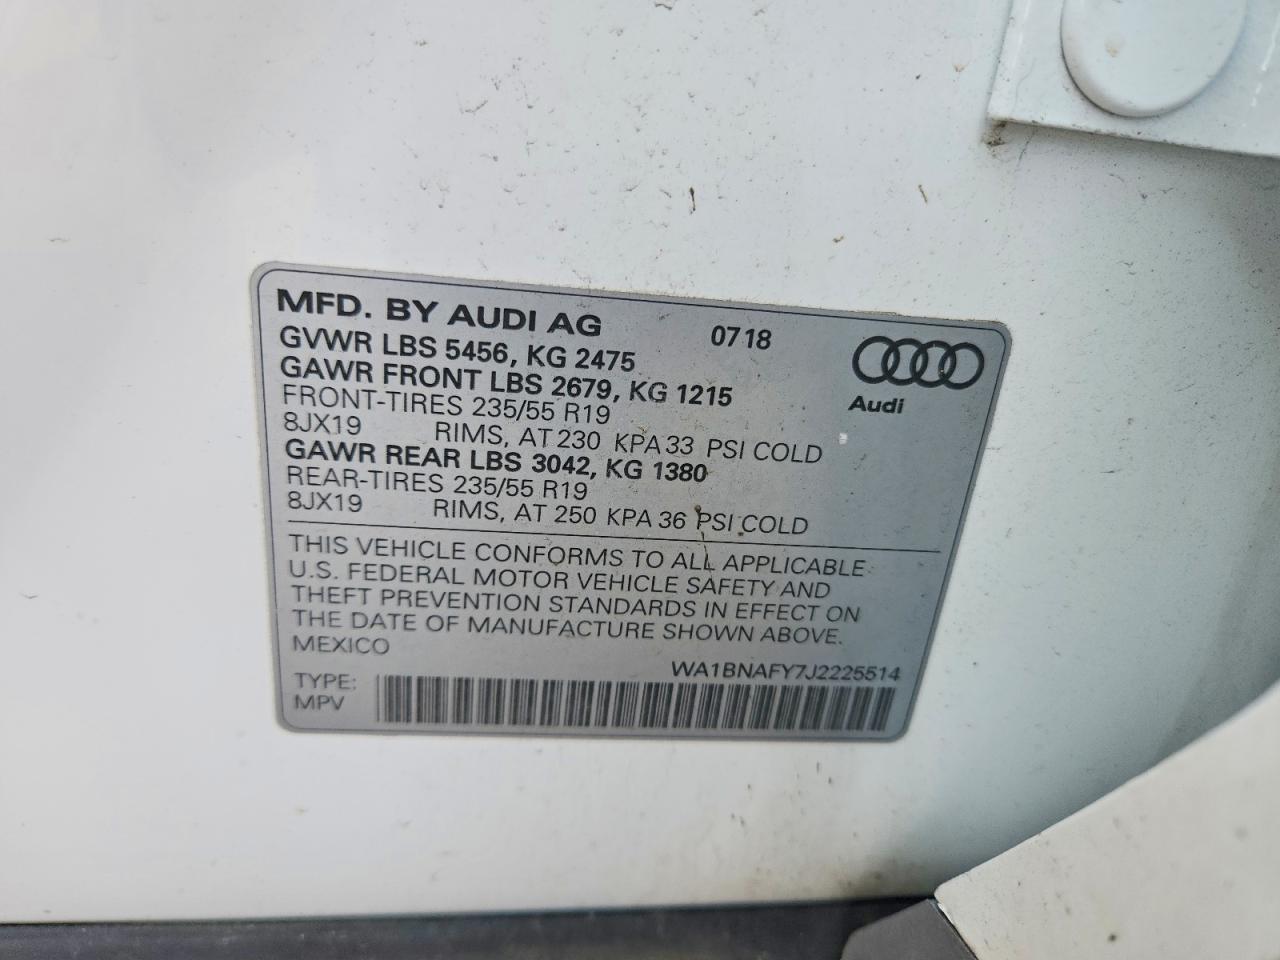 MFD. BY AUDI AG 0718
GVWR LBS 5456, KG 2475
GAWR FRONT LBS 2679, KG 1215
FRONT-TIRES 235/55 R19
8JX19 RIMS, AT 230 KPA 33 PSI COLD
GAWR REAR LBS 3042, KG 1380
REAR-TIRES 235/55 R19
8JX19 RIMS, AT 250 KPA 36 PSI COLD
Audi
THIS VEHICLE CONFORMS TO ALL APPLICABLE
U.S. FEDERAL MOTOR VEHICLE SAFETY AND
THEFT PREVENTION STANDARDS IN EFFECT ON
THE DATE OF MANUFACTURE SHOWN ABOVE.
MEXICO
WA1BNAFY7J2225514
TYPE:
MPV